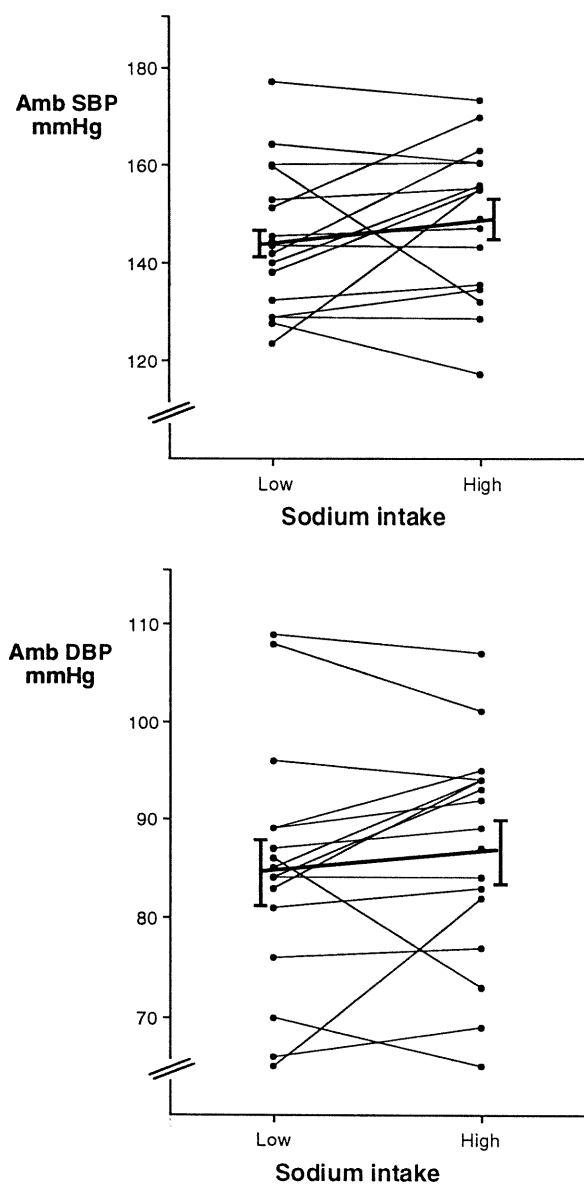 180
Amb SBP
mmHg
160
140
120
Low High
Sodium intake
110
Amb DBP
mmHg
100
90
80
70
Low High
Sodium intake